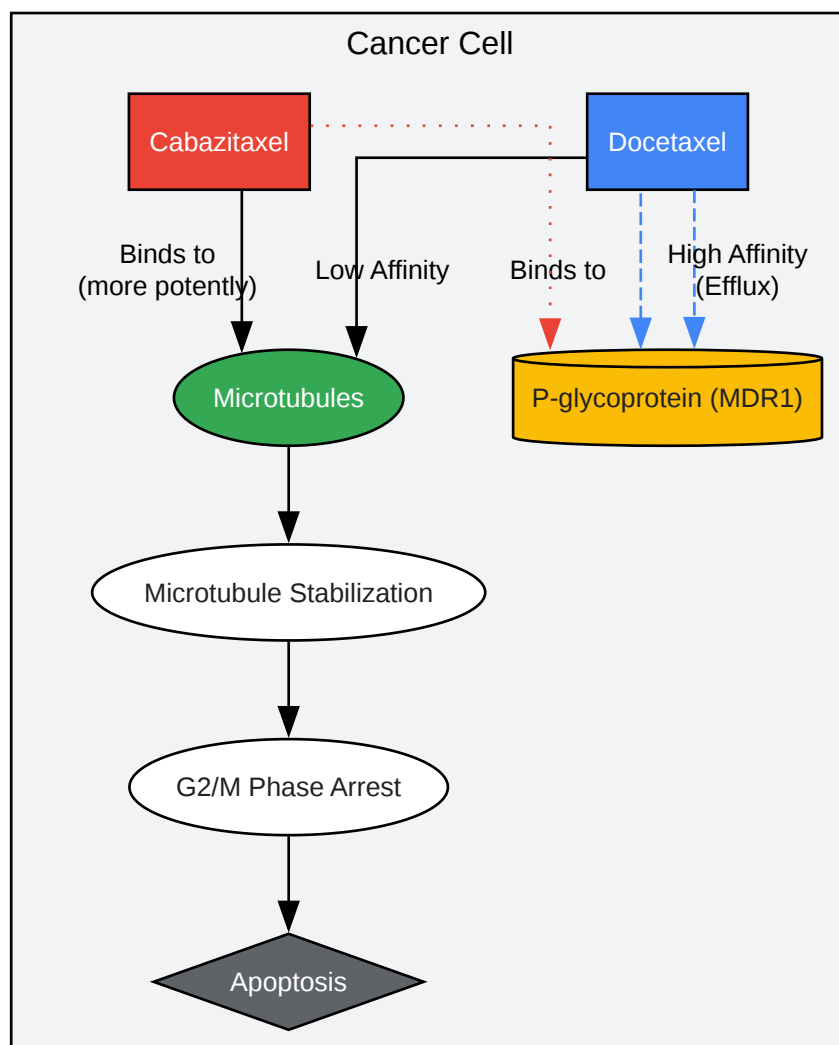 Cancer Cell
Cabazitaxel
Docetaxel
Binds to
(more potently)
Low Affinity
Binds to
High Affinity
(Efflux)
Microtubules
P-glycoprotein (MDR1)
Microtubule Stabilization
G2/M Phase Arrest
Apoptosis